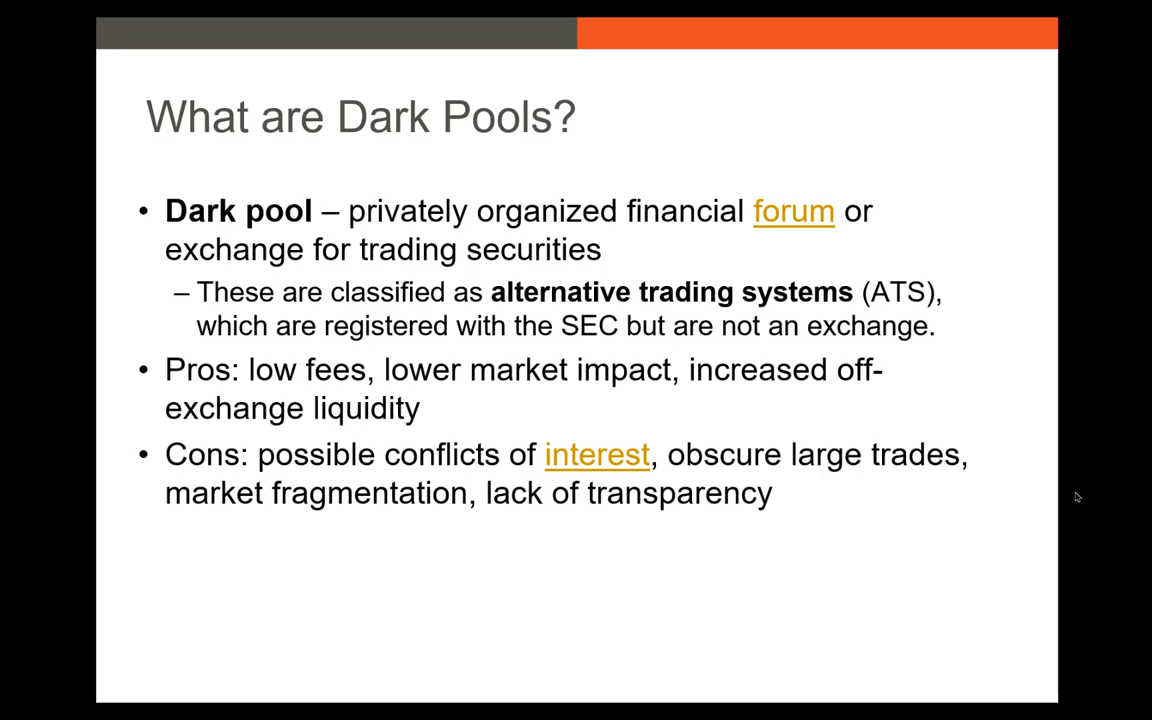 What are Dark Pools?
• Dark pool – privately organized financial forum or
exchange for trading securities
– These are classified as alternative trading systems (ATS),
which are registered with the SEC but are not an exchange.
• Pros: low fees, lower market impact, increased off-
exchange liquidity
• Cons: possible conflicts of interest, obscure large trades,
market fragmentation, lack of transparency